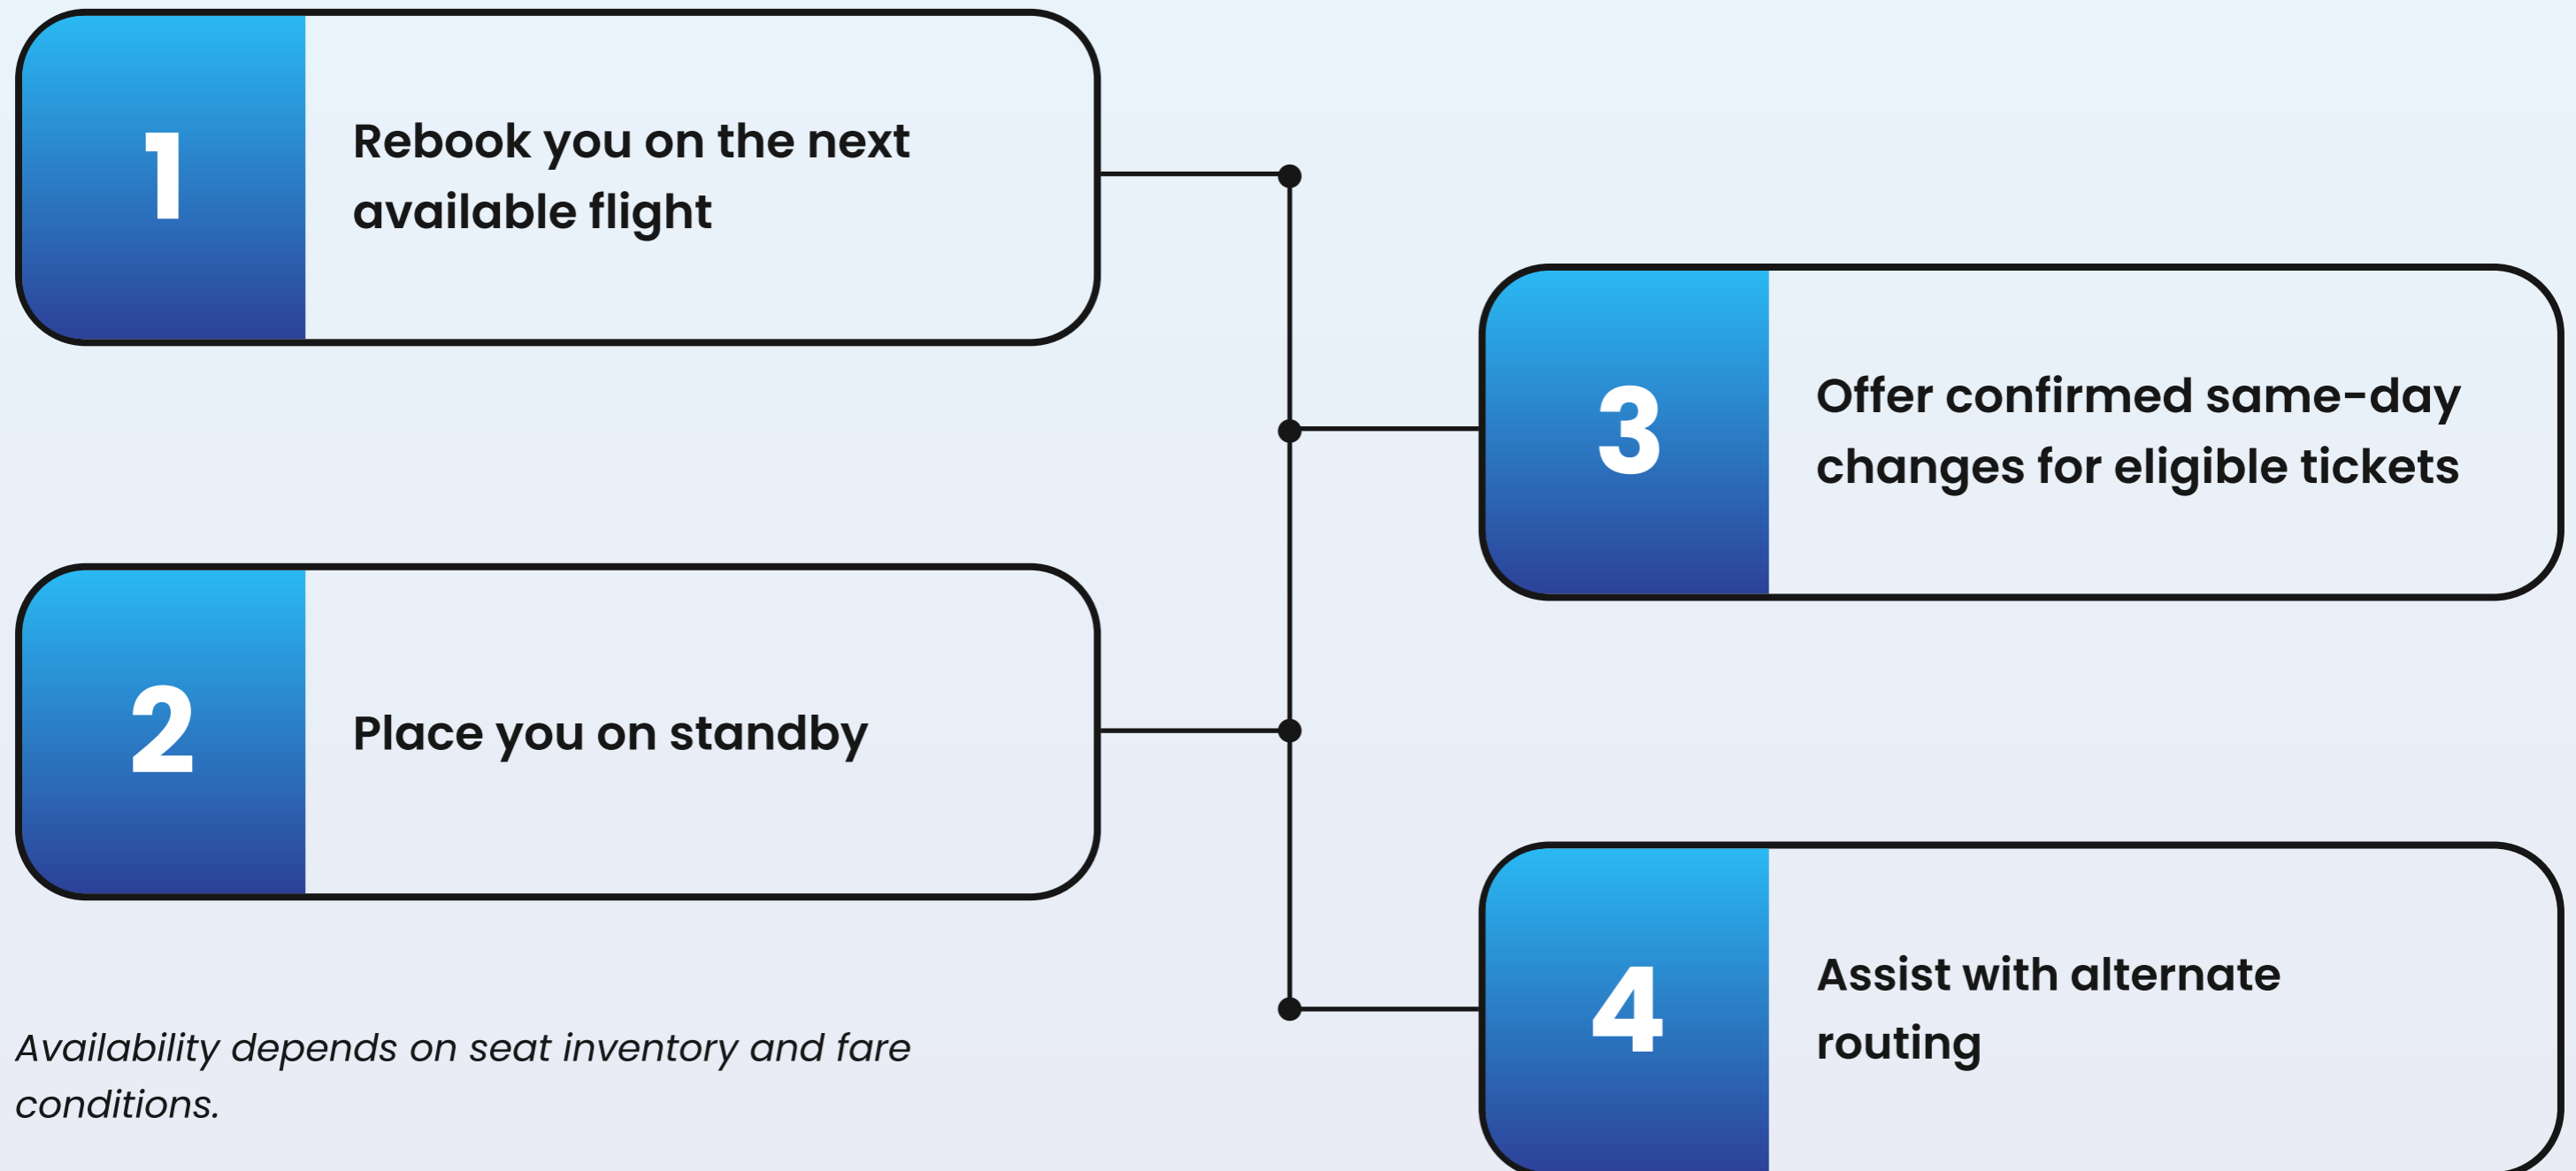 1
Rebook you on the next
available flight
2
Place you on standby
3
Offer confirmed same-day
changes for eligible tickets
4
Assist with alternate
routing
Availability depends on seat inventory and fare
conditions.